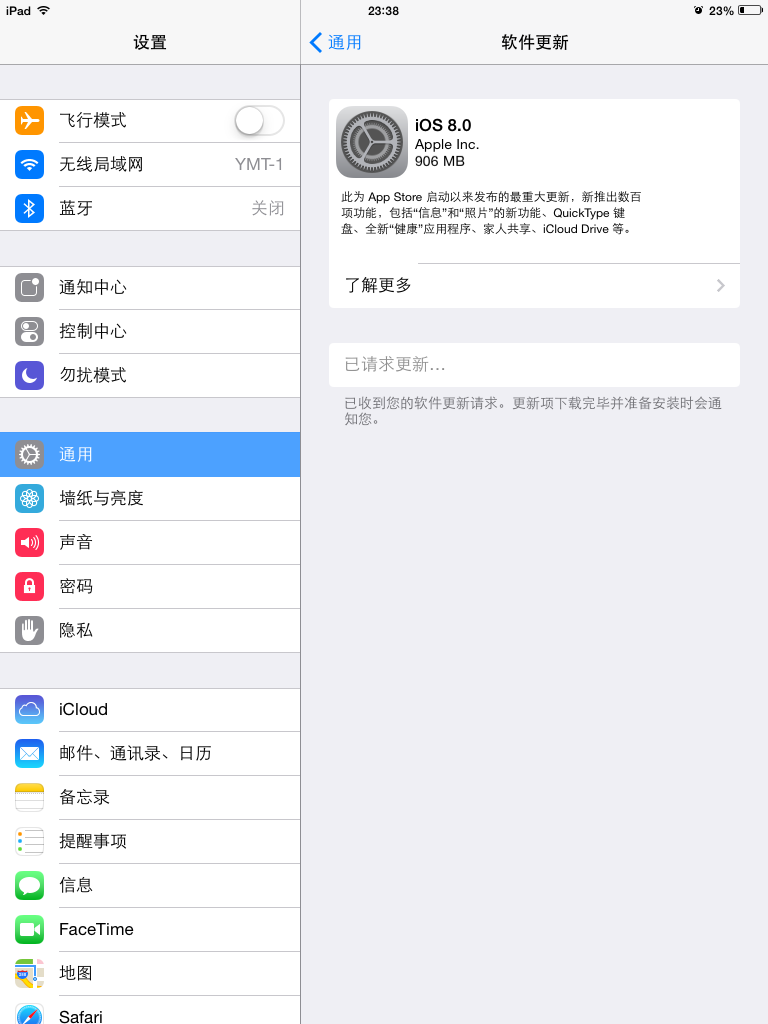 iPad
23:38
23%
设置
通用
软件更新
飞行模式
无线局域网 YMT-1
蓝牙 关闭
通知中心
控制中心
勿扰模式
通用
墙纸与亮度
声音
密码
隐私
iCloud
邮件、通讯录、日历
备忘录
提醒事项
信息
FaceTime
地图
Safari
iOS 8.0
Apple Inc.
906 MB
此为 App Store 启动以来发布的最重大更新，新推出数百
项功能，包括“信息”和“照片”的新功能、QuickType 键
盘、全新“健康”应用程序、家人共享、iCloud Drive 等。
了解更多
已请求更新…
已收到您的软件更新请求。更新项下载完毕并准备安装时会通
知您。